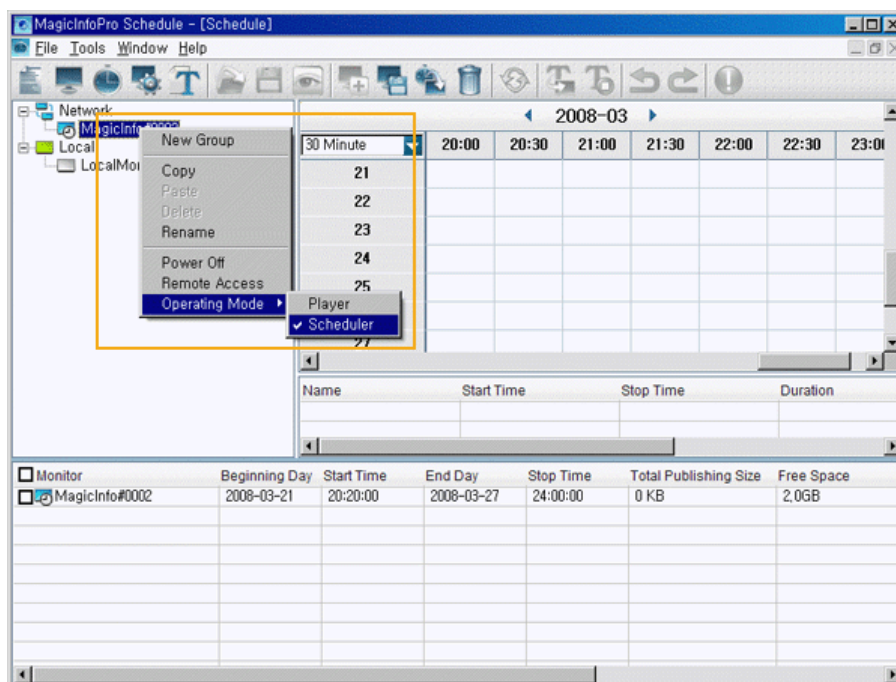 MagicInfoPro Schedule - [Schedule]
File Tools Window Help
Network
MagicInfo#0002
Local
LocalMo
New Group
Copy
Paste
Delete
Rename
Power Off
Remote Access
Operating Mode
Player
Scheduler
2008-03
30 Minute 20:00 20:30 21:00 21:30 22:00 22:30 23:00
21
22
23
24
25
27
Name Start Time Stop Time Duration
Monitor Beginning Day Start Time End Day Stop Time Total Publishing Size Free Space
MagicInfo#0002 2008-03-21 20:20:00 2008-03-27 24:00:00 0 KB 2,0GB